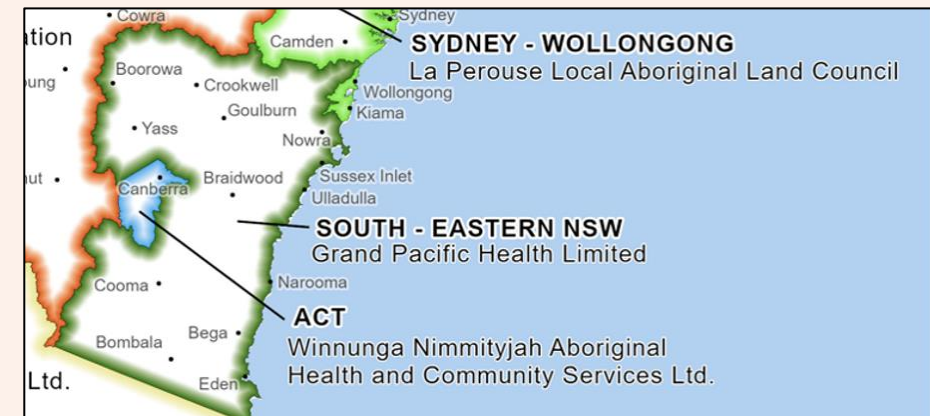 Cowra
Sydney
ation
Camden
SYDNEY - WOLLONGONG
La Perouse Local Aboriginal Land Council
Boorowa
Crookwell
Wollongong
Goulburn
Kiama
Yass
Nowra
Canberra
Braidwood
Sussex Inlet
Ulladulla
SOUTH - EASTERN NSW
Grand Pacific Health Limited
Cooma
Narooma
ACT
Bega
Bombala
Winnunga Nimmityjah Aboriginal
Health and Community Services Ltd.
Ltd.
Eden